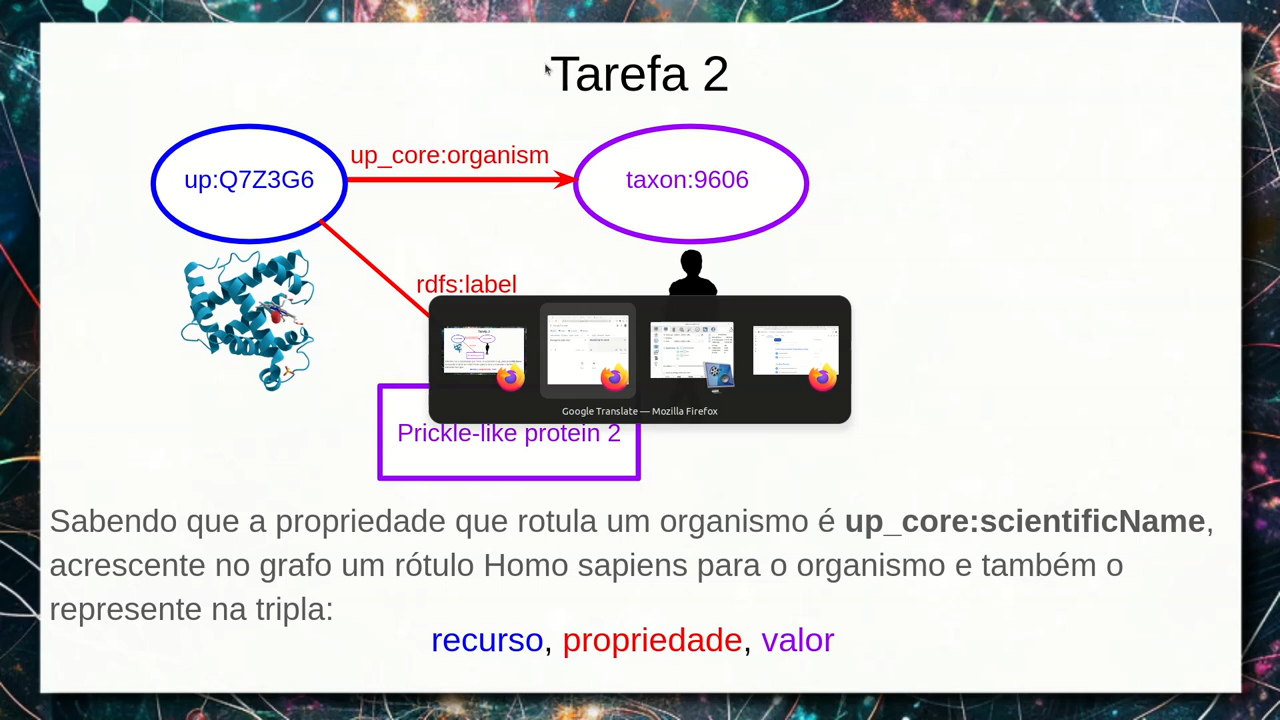 Tarefa 2
up_core:organism
up:Q7Z3G6
taxon:9606
rdfs:label
Google Translate — Mozilla Firefox
Prickle-like protein 2
Sabendo que a propriedade que rotula um organismo é up_core:scientificName,
acrescente no grafo um rótulo Homo sapiens para o organismo e também o
represente na tripla:
recurso, propriedade, valor